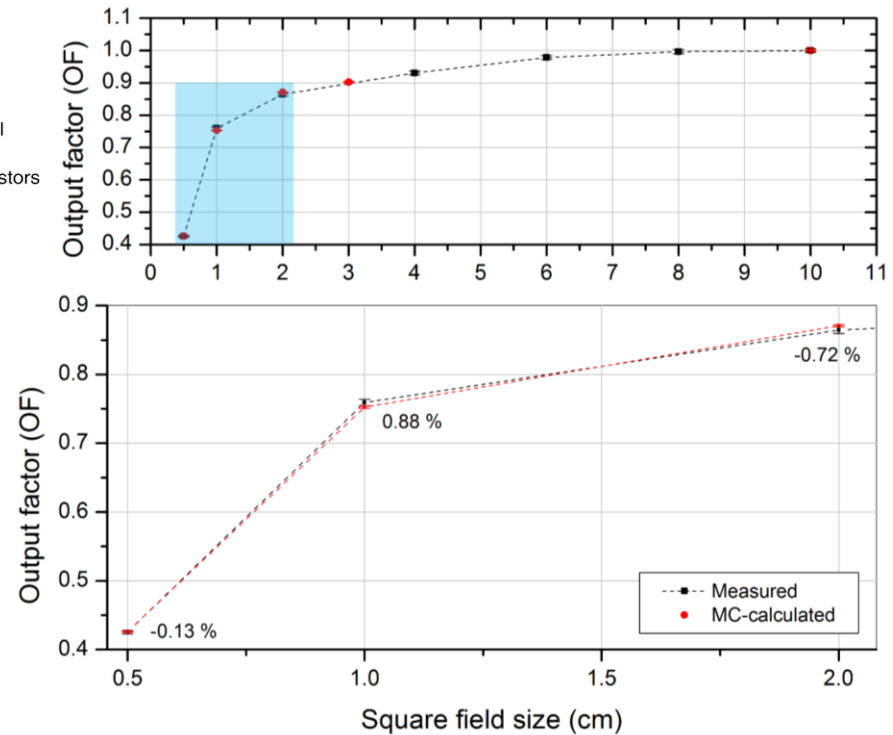 1.1
1.0
0.9
0.8
0.7
0.6
0.5
0.4
Output factor (OF)
0 1 2 3 4 5 6 7 8 9 10 11
l
stors
0.9
0.8
0.7
0.6
0.5
0.4
Output factor (OF)
-0.72 %
0.88 %
-0.13 %
Measured
MC-calculated
0.5 1.0 1.5 2.0
Square field size (cm)